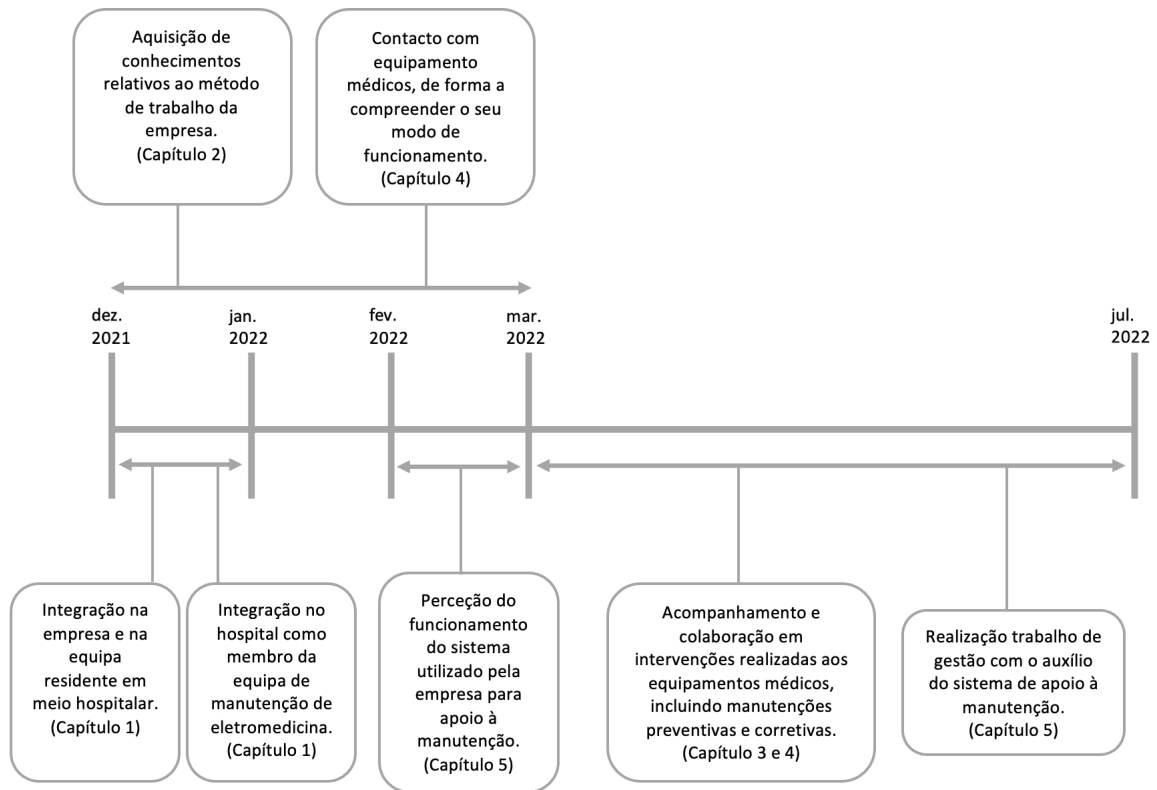 Aquisição de
conhecimentos
relativos ao método
de trabalho da
empresa.
(Capítulo 2)
Contacto com
equipamento
médicos, de forma a
compreender o seu
modo de
funcionamento.
(Capítulo 4)
dez.
2021
jan.
2022
fev.
2022
mar.
2022
jul.
2022
Integração na
empresa e na
equipa
residente em
meio hospitalar.
(Capítulo 1)
Integração no
hospital como
membro da
equipa de
manutenção de
eletromedicina.
(Capítulo 1)
Perceção do
funcionamento
do sistema
utilizado pela
empresa para
apoio à
manutenção.
(Capítulo 5)
Acompanhamento e
colaboração em
intervenções realizadas aos
equipamentos médicos,
incluindo manutenções
preventivas e corretivas.
(Capítulo 3 e 4)
Realização trabalho de
gestão com o auxílio
do sistema de apoio à
manutenção.
(Capítulo 5)